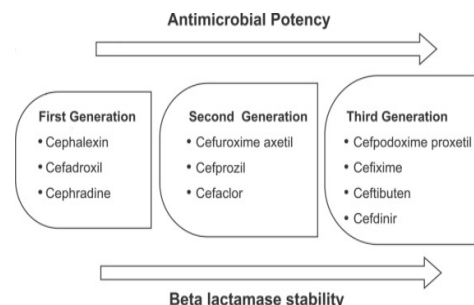 Antimicrobial Potency
First Generation
• Cephalexin
• Cefadroxil
• Cephradine
Second Generation
• Cefuroxime axetil
• Cefprozil
• Cefaclor
Third Generation
• Cefpodoxime proxetil
• Cefixime
• Ceftibuten
• Cefdinir
Beta lactamase stability